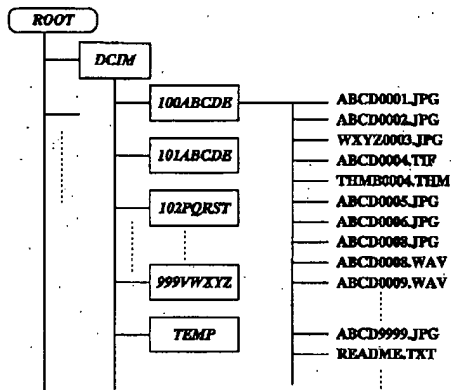 ROOT
DCIM
100ABCDE
ABCD0001.JPG
ABCD0002.JPG
WXYZ0003.JPG
101ABCDE
ABCD0004.TIF
THMB0004.THM
102PQRST
ABCD0005.JPG
ABCD0006.JPG
ABCD0008.JPG
ABCD0008.WAV
999VWXYZ
ABCD0009.WAV
TEMP
ABCD9999.JPG
README.TXT